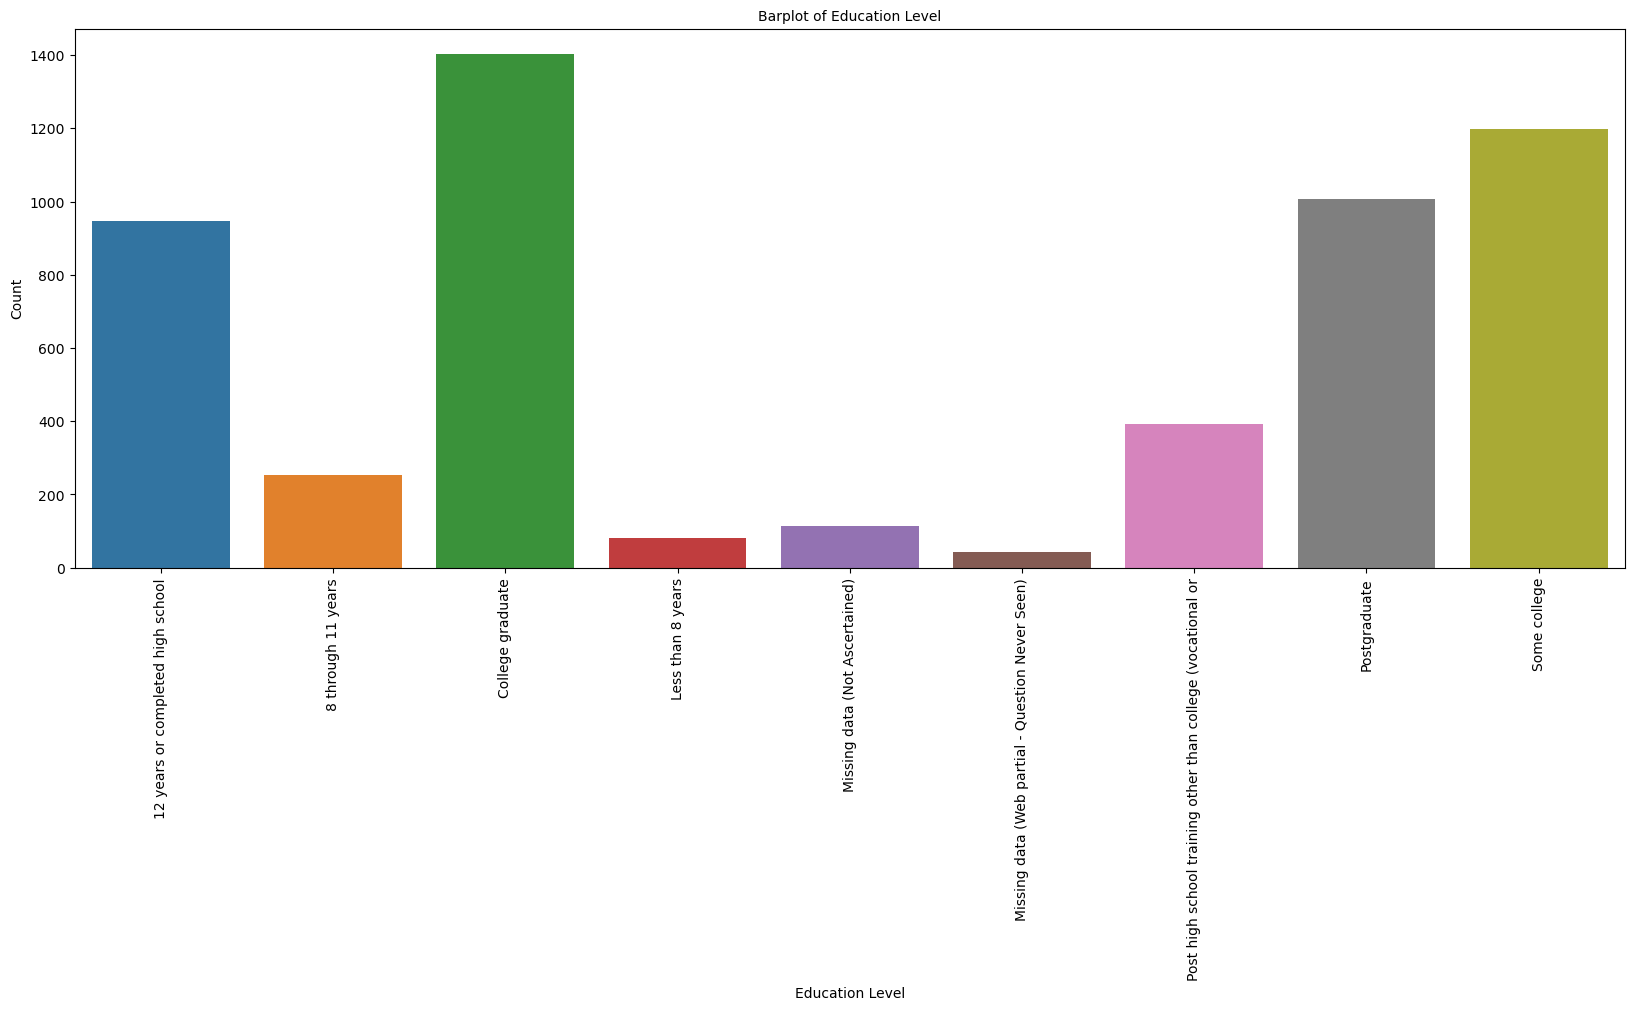 Barplot of Education Level
1400
1200
1000
800
600
400
200
0
Count
12 years or completed high school
8 through 11 years
College graduate
Less than 8 years
Missing data (Not Ascertained)
Missing data (Web partial - Question Never Seen)
Post high school training other than college (vocational or
Postgraduate
Some college
Education Level